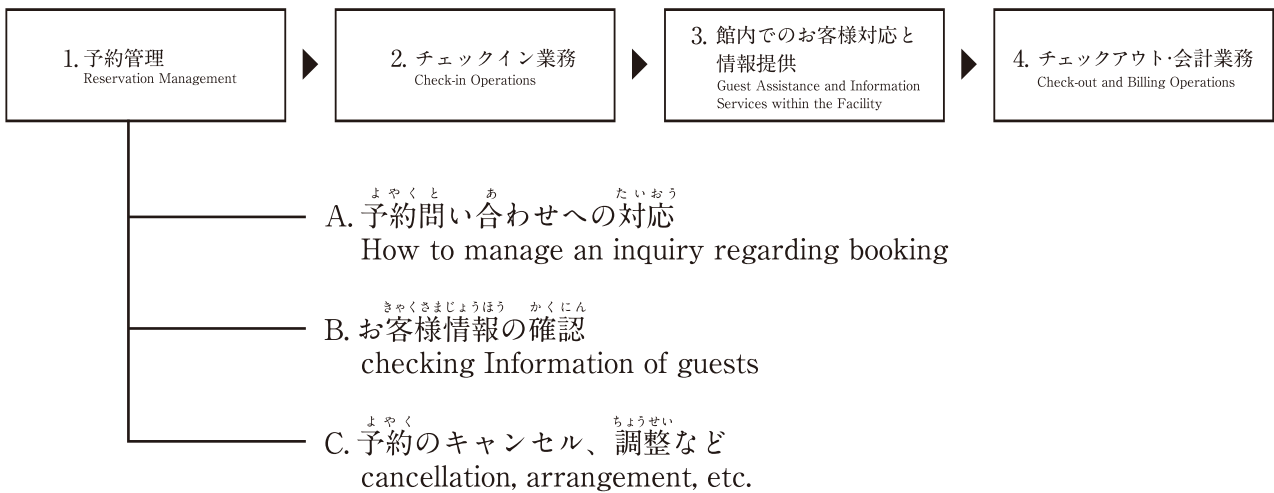 1. 予約管理
Reservation Management
2. チェックイン業務
Check-in Operations
3. 館内でのお客様対応と
情報提供
Guest Assistance and Information
Services within the Facility
4. チェックアウト・会計業務
Check-out and Billing Operations
よやくと あ たいおう
A. 予約問い合わせへの対応
How to manage an inquiry regarding booking
きゃくさまじょうほう かくにん
B. お客様情報の確認
checking Information of guests
よやく ちょうせい
C. 予約のキャンセル、調整など
cancellation, arrangement, etc.